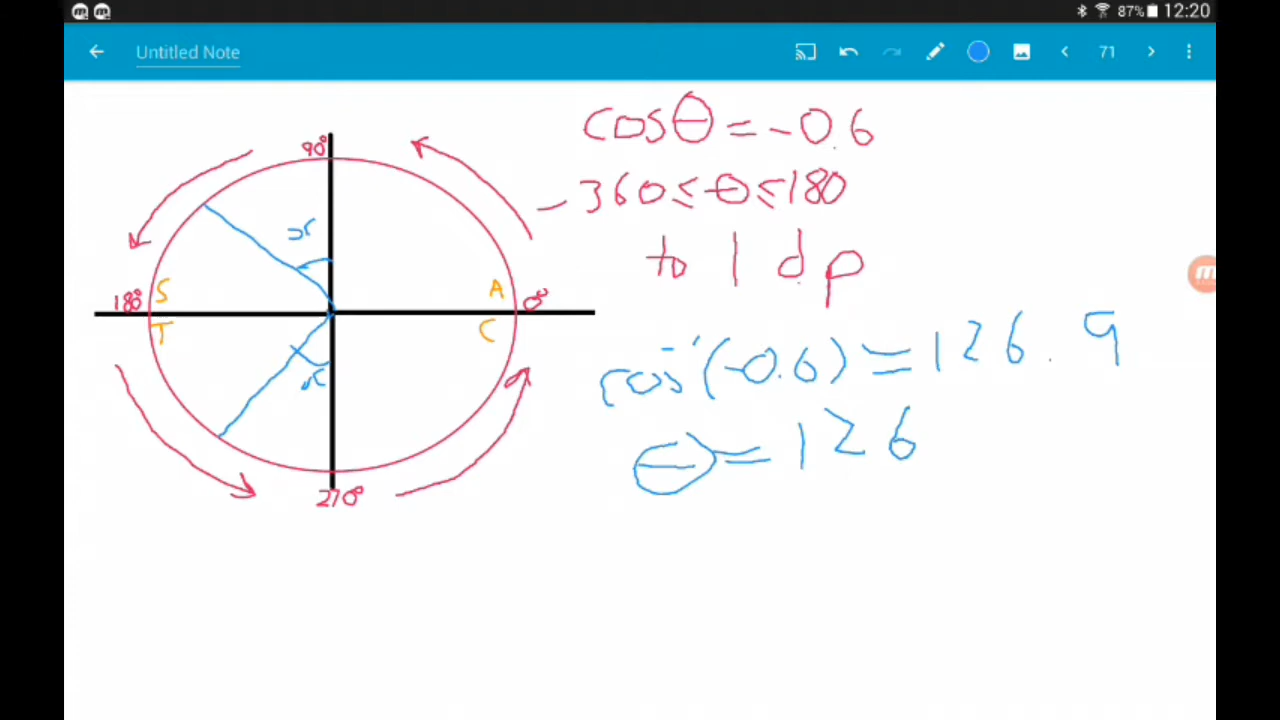 87% 12:20
Untitled Note
71
90°
180°
0°
270°
S
A
T
C
x
x
cosθ = -0.6
-360 ≤ θ ≤ 180
to 1 dp
cos⁻¹(-0.6) = 126.9
θ = 126